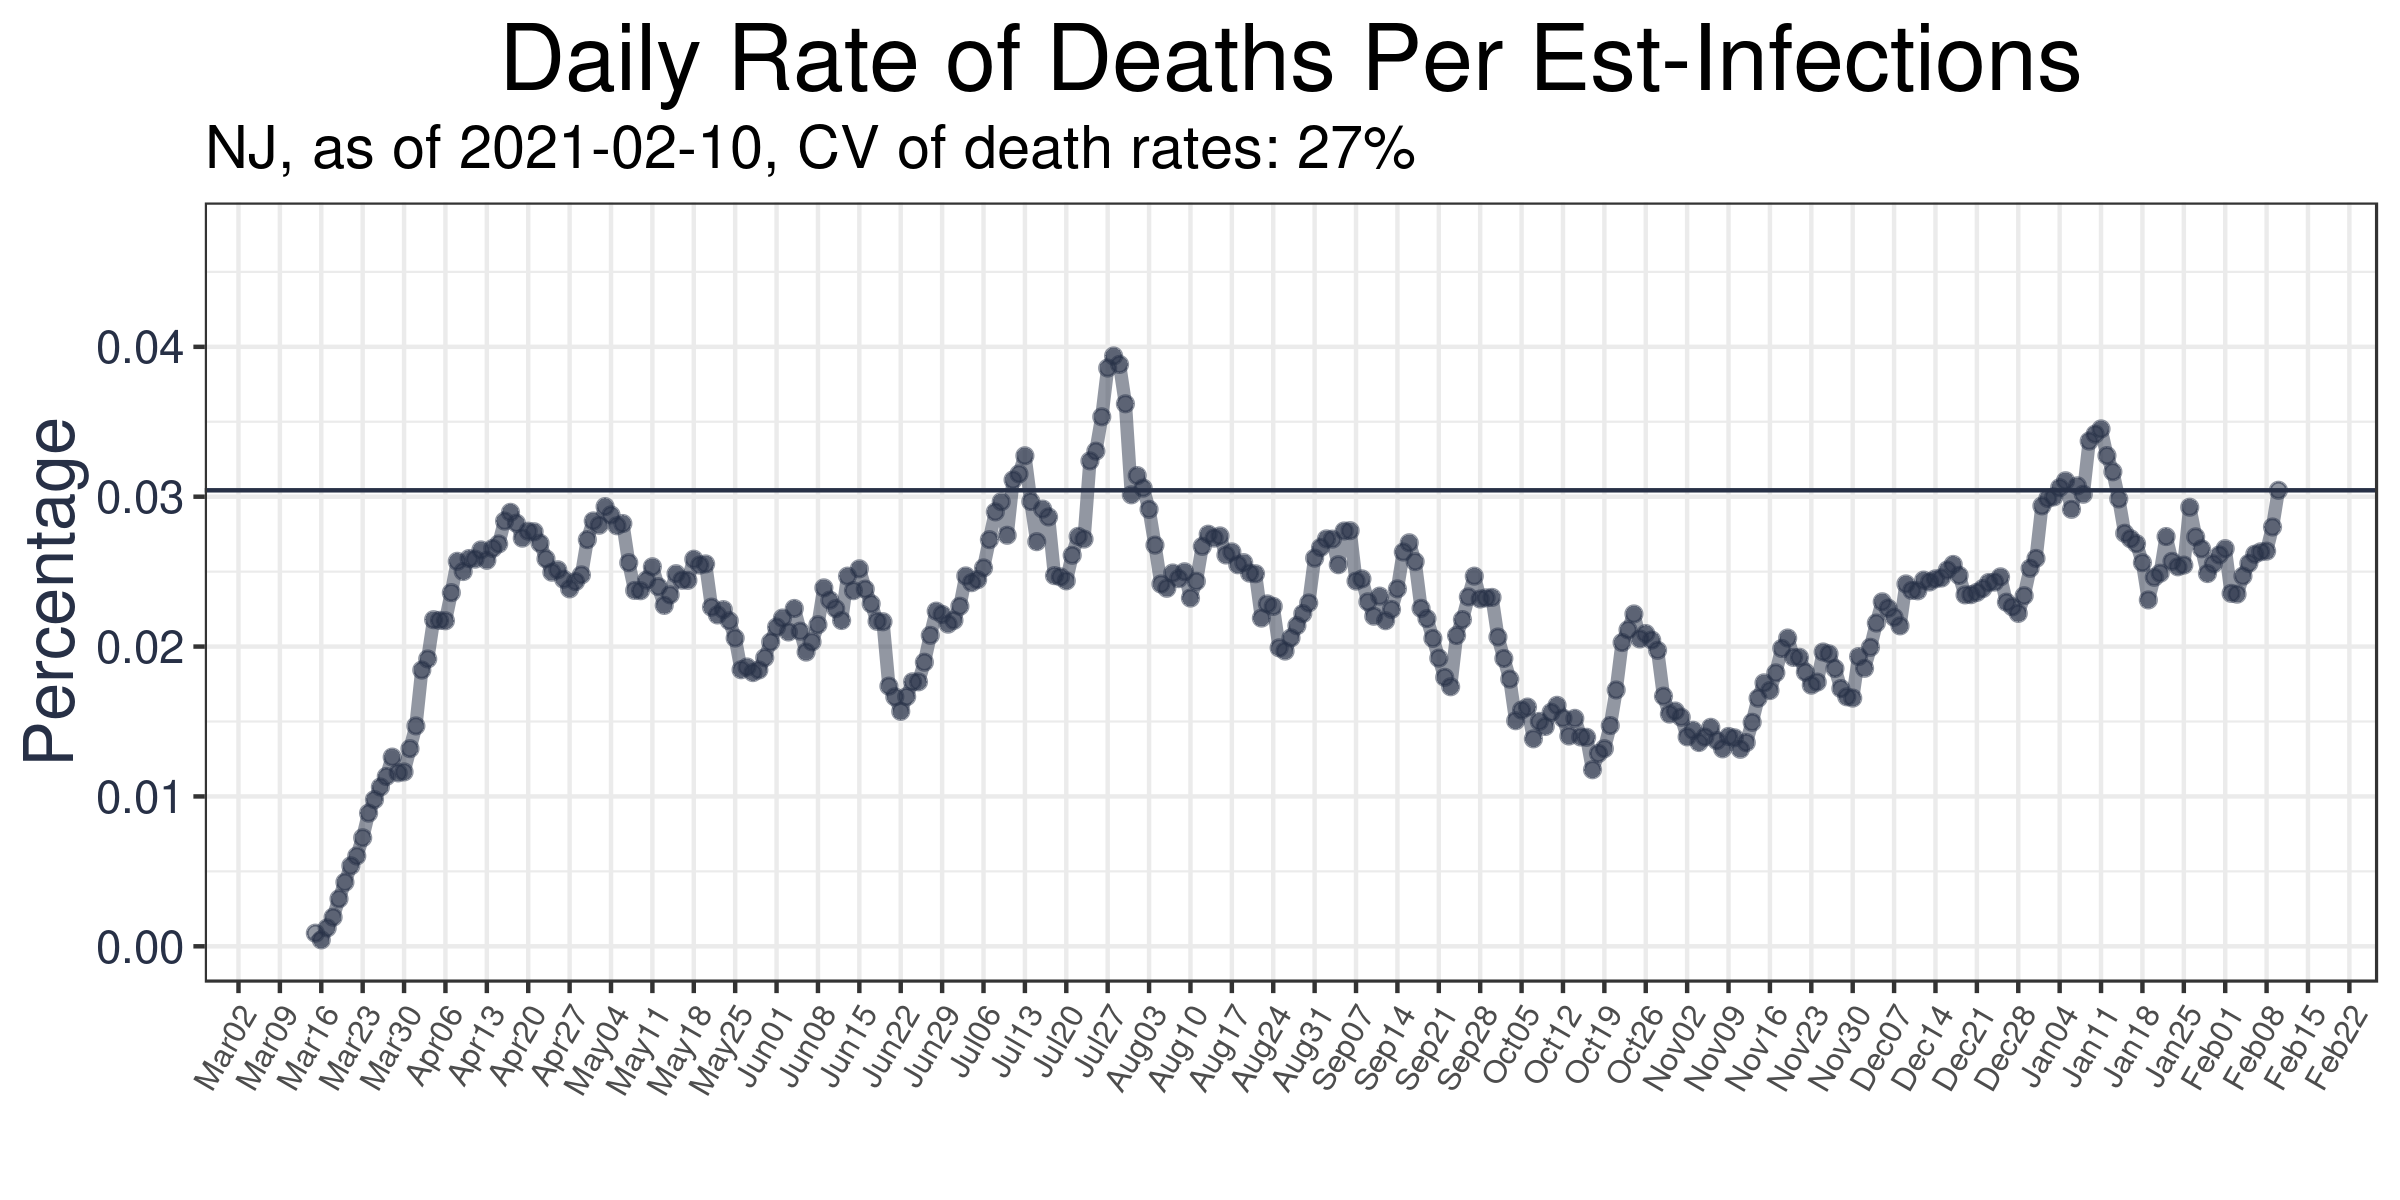 Daily Rate of Deaths Per Est-Infections
NJ, as of 2021-02-10, CV of death rates: 27%
Percentage
0.04
0.03
0.02
0.01
0.00
Mar02
Mar09
Mar16
Mar23
Mar30
Apr06
Apr13
Apr20
Apr27
May04
May11
May18
May25
Jun01
Jun08
Jun15
Jun22
Jun29
Jul06
Jul13
Jul20
Jul27
Aug03
Aug10
Aug17
Aug24
Aug31
Sep07
Sep14
Sep21
Sep28
Oct05
Oct12
Oct19
Oct26
Nov02
Nov09
Nov16
Nov23
Nov30
Dec07
Dec14
Dec21
Dec28
Jan04
Jan11
Jan18
Jan25
Feb01
Feb08
Feb15
Feb22